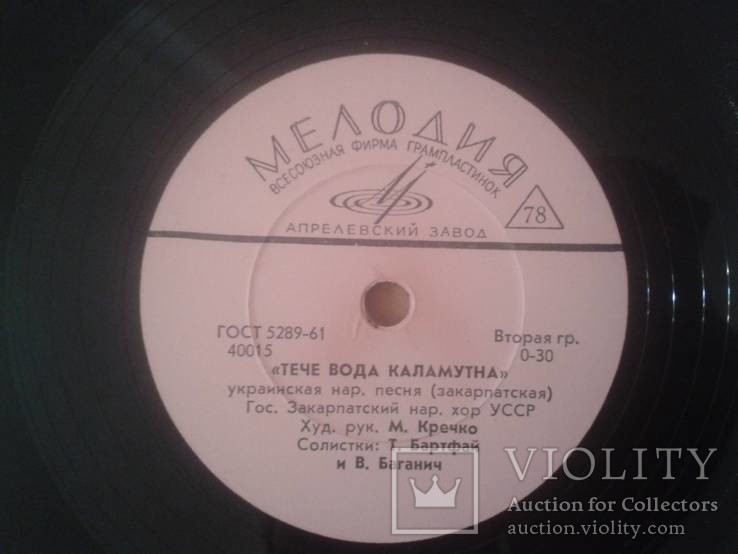 МЕЛОДИЯ
ВСЕСОЮЗНАЯ ФИРМА ГРАМПЛАСТИНОК
78
АПРЕЛЕВСКИЙ ЗАВОД
ГОСТ 5289-61
40015
Вторая гр.
0-30
«ТЕЧЕ ВОДА КАЛАМУТНА»
украинская нар. песня (закарпатская)
Гос. Закарпатский нар. хор УССР
Худ. рук. М. Кречко
Солистки: Т. Бартфай
и В. Баганич
VIOLITY
Auction for Collectors
auction.violity.com